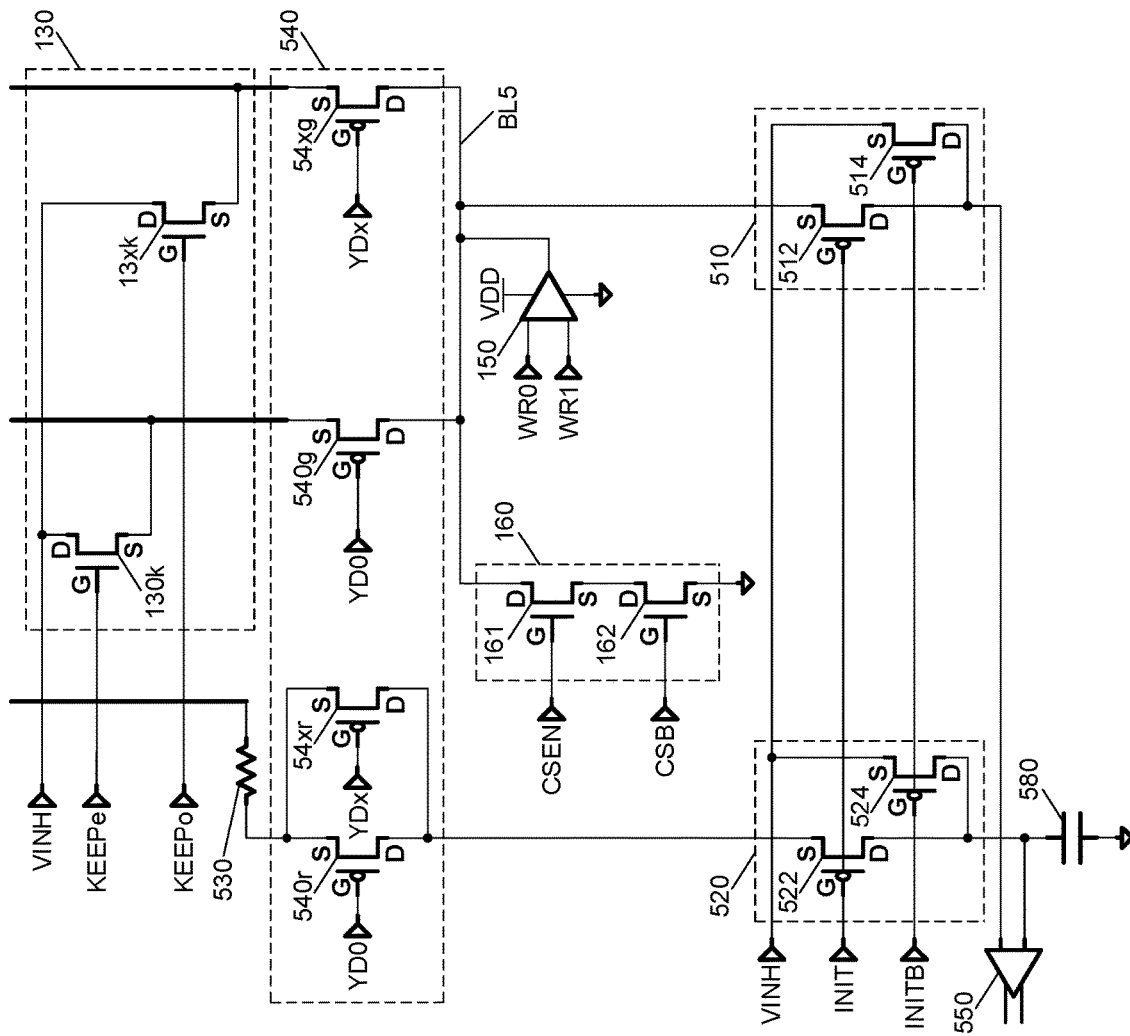 130
D
G
S
13xk
D
G
S
130k
VINH
KEEPe
KEEPo
530
540
S
G
D
54xg
YDx
S
G
D
540g
YD0
S
G
D
54xr
YDx
S
G
D
540r
YD0
BL5
VDD
150
WR0
WR1
160
D
G
S
161
D
G
S
162
CSEN
CSB
510
S
G
D
512
S
G
D
514
520
S
G
D
522
S
G
D
524
VINH
INIT
INITB
550
580